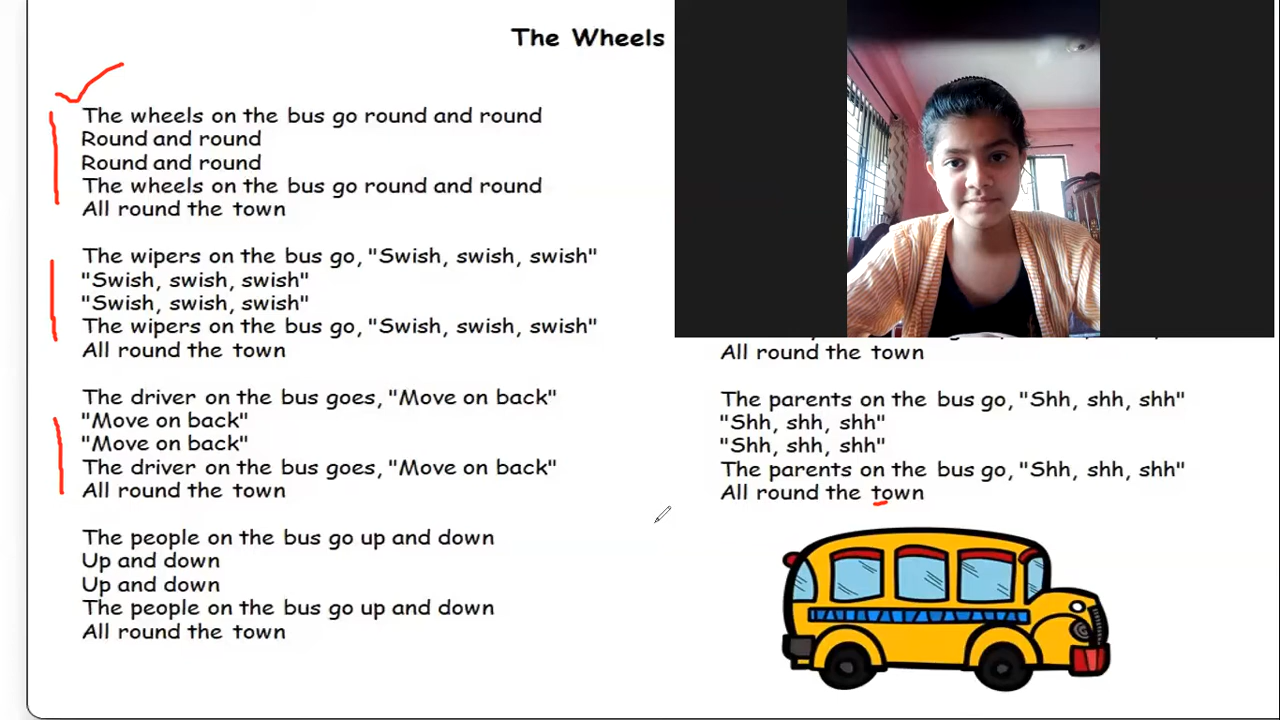 The Wheels
The wheels on the bus go round and round
Round and round
Round and round
The wheels on the bus go round and round
All round the town
The wipers on the bus go, "Swish, swish, swish"
"Swish, swish, swish"
"Swish, swish, swish"
The wipers on the bus go, "Swish, swish, swish"
All round the town
The driver on the bus goes, "Move on back"
"Move on back"
"Move on back"
The driver on the bus goes, "Move on back"
All round the town
The people on the bus go up and down
Up and down
Up and down
The people on the bus go up and down
All round the town
All round the town
The parents on the bus go, "Shh, shh, shh"
"Shh, shh, shh"
"Shh, shh, shh"
The parents on the bus go, "Shh, shh, shh"
All round the town